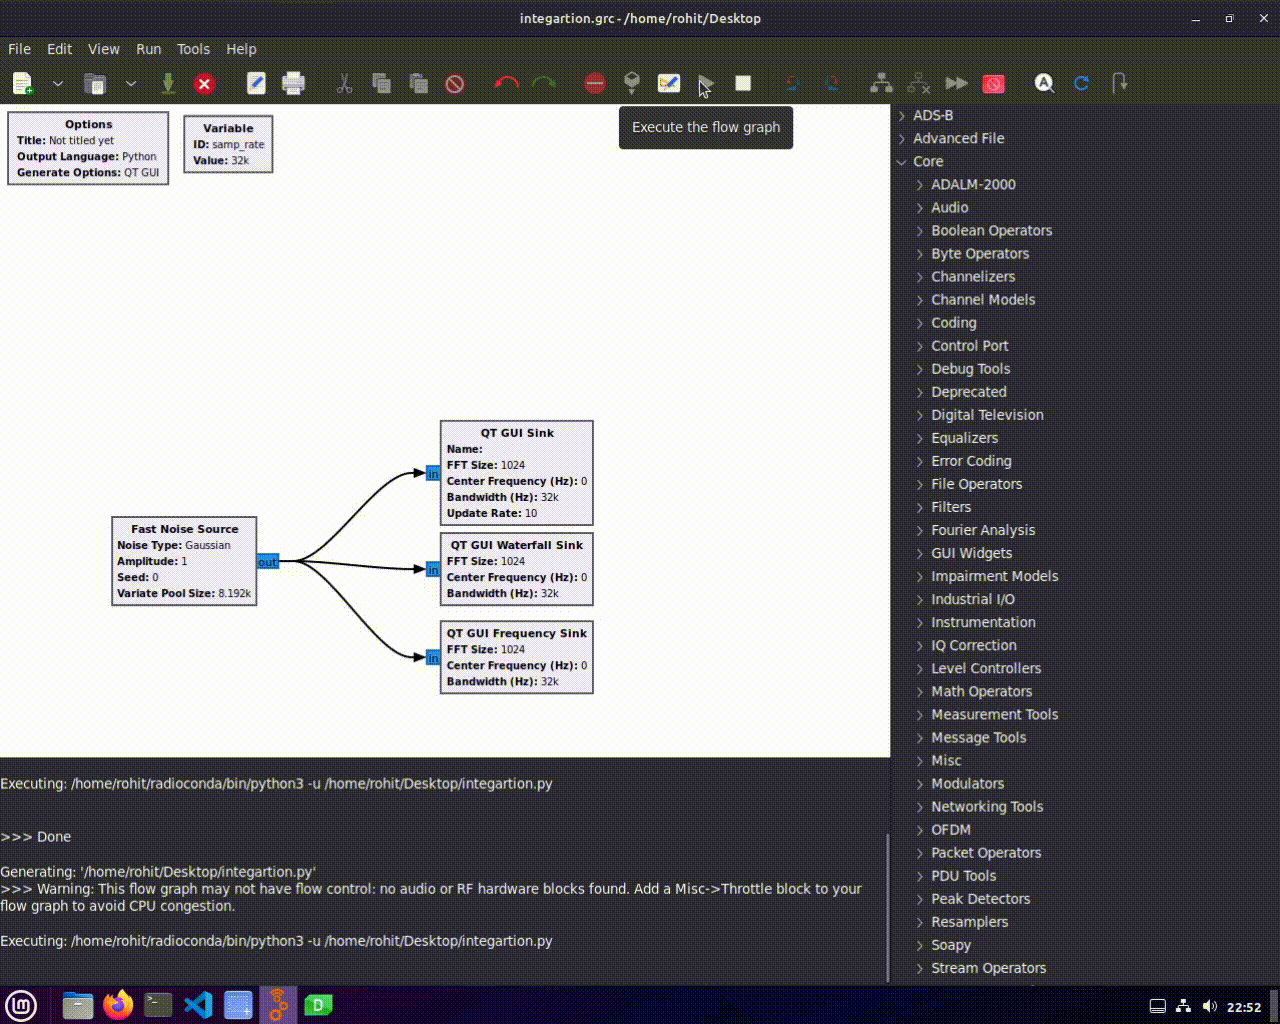 integartion.grc - /home/rohit/Desktop
File Edit View Run Tools Help
Execute the flow graph
Options
Title: Not titled yet
Output Language: Python
Generate Options: QT GUI
Variable
ID: samp_rate
Value: 32k
Fast Noise Source
Noise Type: Gaussian
Amplitude: 1
Seed: 0
Variate Pool Size: 8.192k
out
in
QT GUI Sink
Name:
FFT Size: 1024
Center Frequency (Hz): 0
Bandwidth (Hz): 32k
Update Rate: 10
in
QT GUI Waterfall Sink
FFT Size: 1024
Center Frequency (Hz): 0
Bandwidth (Hz): 32k
in
QT GUI Frequency Sink
FFT Size: 1024
Center Frequency (Hz): 0
Bandwidth (Hz): 32k
Executing: /home/rohit/radioconda/bin/python3 -u /home/rohit/Desktop/integartion.py
>>> Done
Generating: '/home/rohit/Desktop/integartion.py'
>>> Warning: This flow graph may not have flow control: no audio or RF hardware blocks found. Add a Misc->Throttle block to your
flow graph to avoid CPU congestion.
Executing: /home/rohit/radioconda/bin/python3 -u /home/rohit/Desktop/integartion.py
ADS-B
Advanced File
Core
ADALM-2000
Audio
Boolean Operators
Byte Operators
Channelizers
Channel Models
Coding
Control Port
Debug Tools
Deprecated
Digital Television
Equalizers
Error Coding
File Operators
Filters
Fourier Analysis
GUI Widgets
Impairment Models
Industrial I/O
Instrumentation
IQ Correction
Level Controllers
Math Operators
Measurement Tools
Message Tools
Misc
Modulators
Networking Tools
OFDM
Packet Operators
PDU Tools
Peak Detectors
Resamplers
Soapy
Stream Operators
22:52